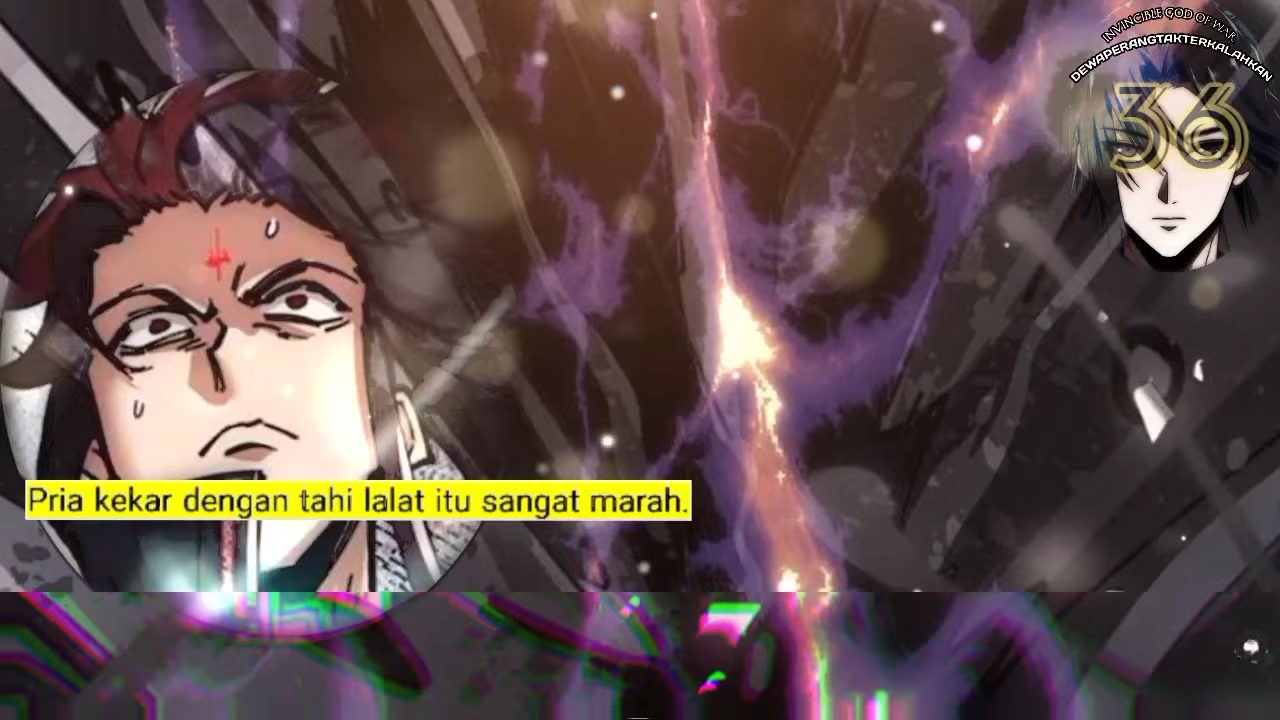 INVINCIBLE GOD OF WAR
DEWAPERANGTAKTERKALAHKAN
36
Pria kekar dengan tahi lalat itu sangat marah.